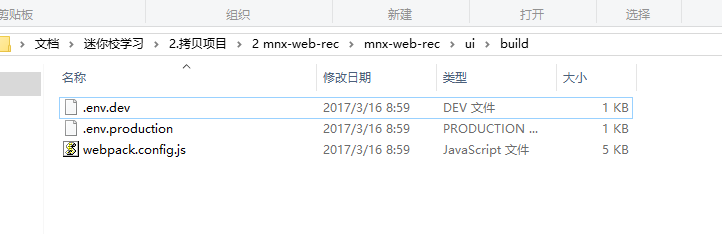 剪贴板 组织 新建 打开 选择
文档 迷你校学习 2.拷贝项目 2 mnx-web-rec mnx-web-rec ui build
名称 修改日期 类型 大小
.env.dev 2017/3/16 8:59 DEV 文件 1 KB
.env.production 2017/3/16 8:59 PRODUCTION ... 1 KB
webpack.config.js 2017/3/16 8:59 JavaScript 文件 5 KB